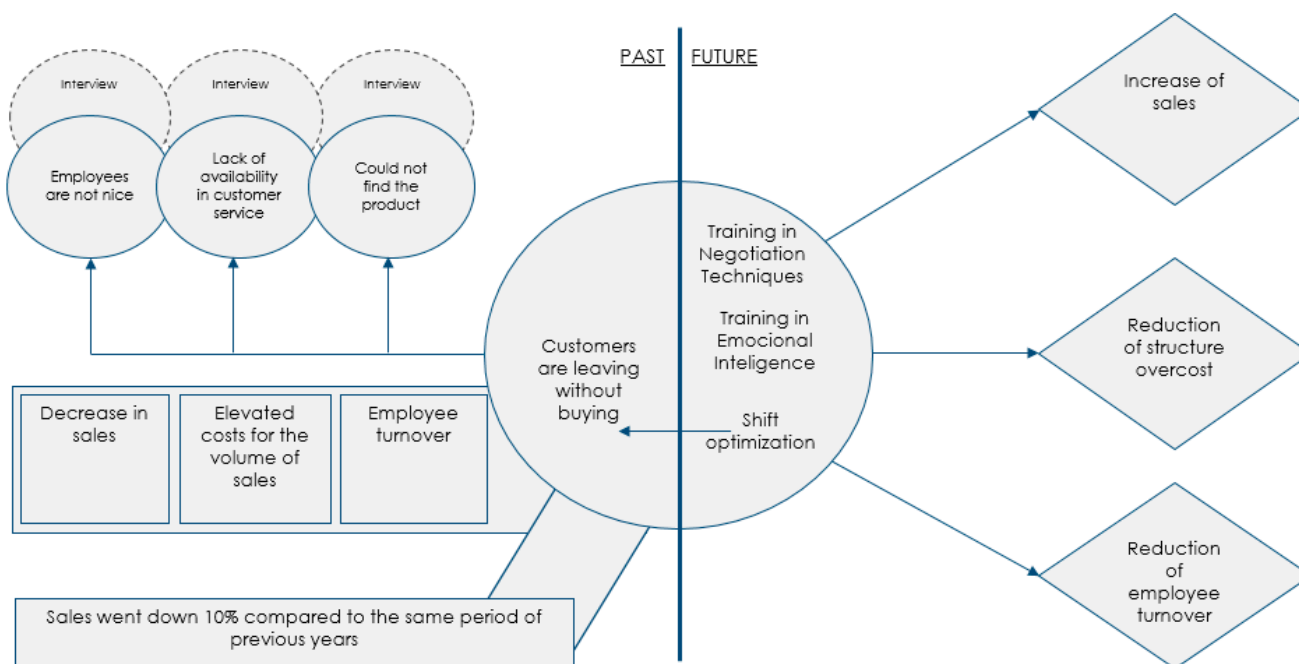 PAST
FUTURE
Interview
Interview
Interview
Employees
are not nice
Lack of
availability
in customer
service
Could not
find the
product
Customers
are leaving
without
buying
Training in
Negotiation
Techniques
Training in
Emocional
Inteligence
Shift
optimization
Increase of
sales
Reduction
of structure
overcost
Reduction
of
employee
turnover
Decrease in
sales
Elevated
costs for the
volume of
sales
Employee
turnover
Sales went down 10% compared to the same period of
previous years